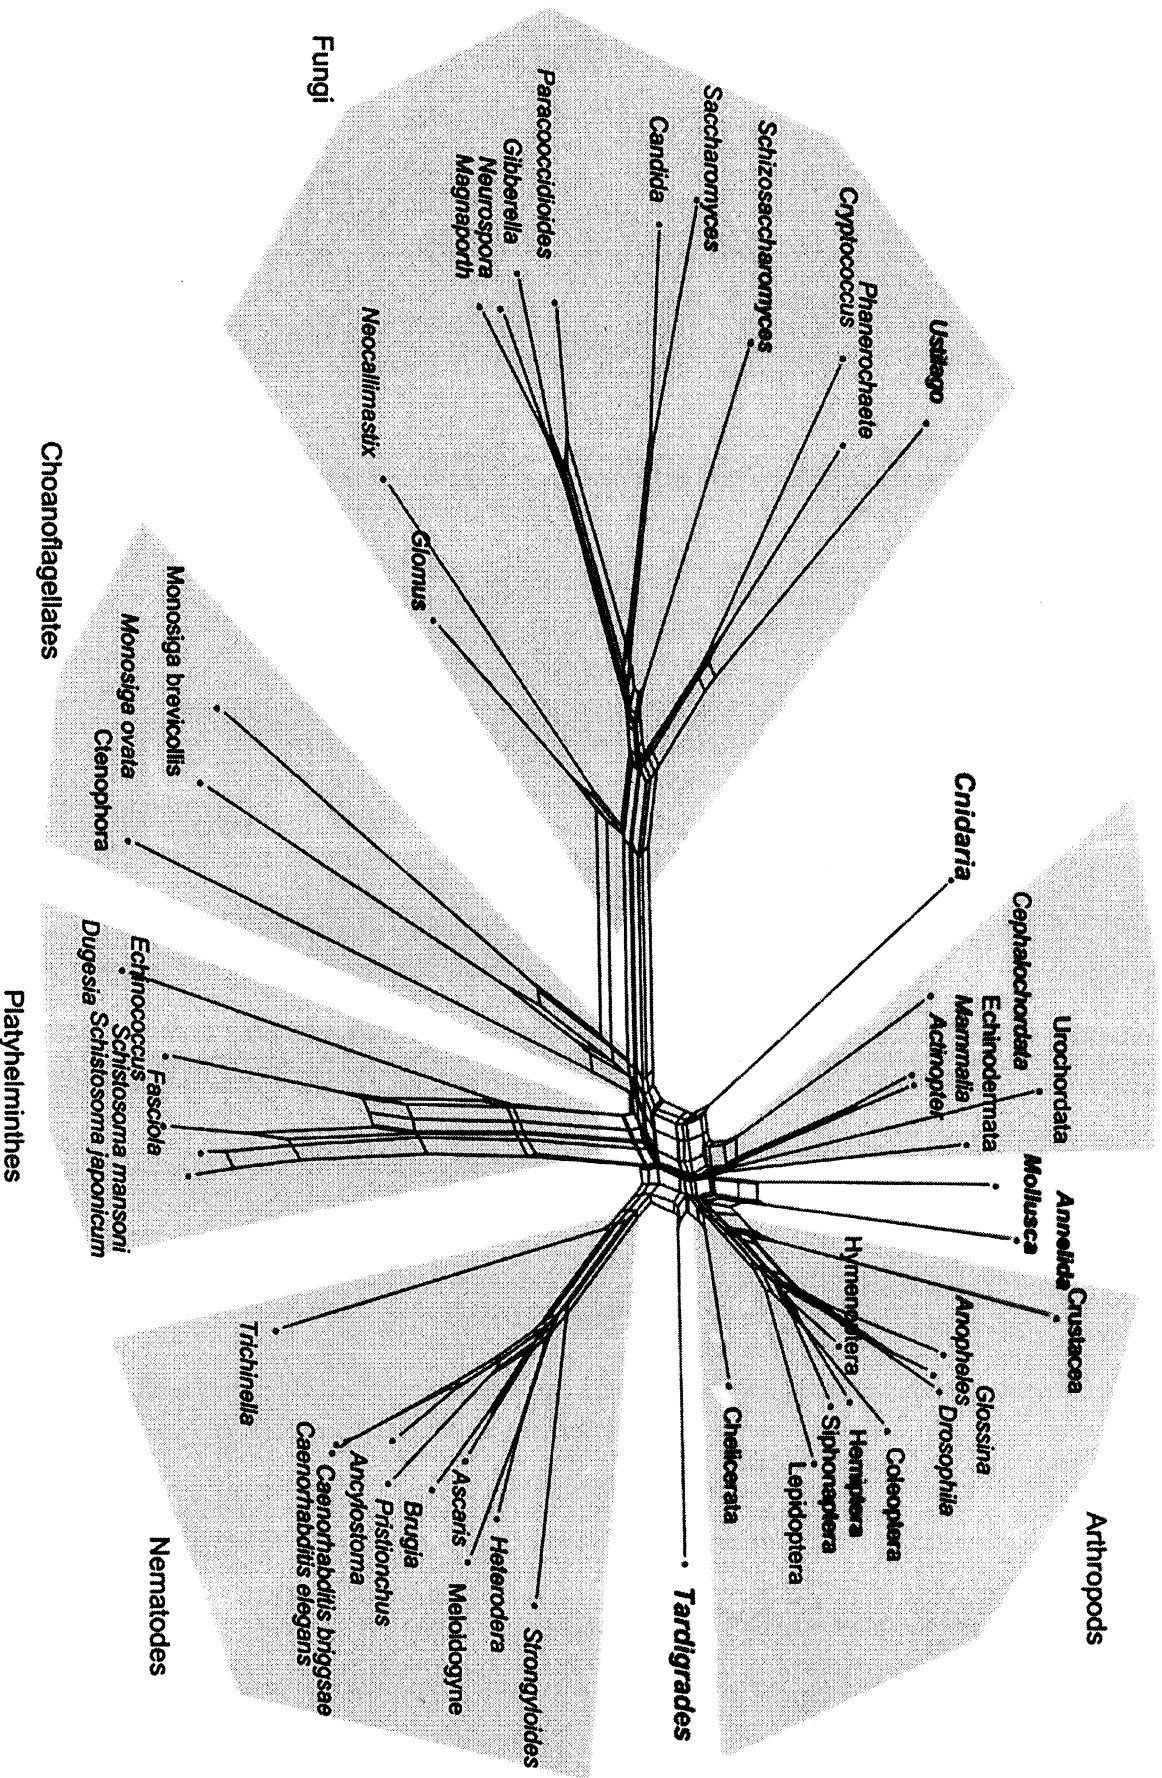 Fungi
Paracooccidioides
Gibberella
Neurospora
Magnaporth
Saccharomyces
Candida
Schizosaccharomyces
Cryptococcus
Phanerochaete
Ustilago
Neocallimastix
Glomus
Choanoflagellates
Monosiga brevicollis
Monosiga ovata
Ctenophora
Cnidaria
Cephalochordata
Urochordata
Echinodermata
Mammalia
Actinopter
Mollusca
Annelida
Crustacea
Platyhelminthes
Echinococcus
Dugesia
Fasciola
Schistosoma mansoni
Schistosoma japonicum
Hymenoptera
Anopheles
Glossina
Drosophila
Coleoptera
Hemiptera
Siphonaptera
Lepidoptera
Chelicerata
Arthropods
Tardigrades
Trichinella
Strongyloides
Heterodera
Meloidogyne
Ascaris
Brugia
Pristionchus
Ancylostoma
Caenorhabditis briggsae
Caenorhabditis elegans
Nematodes